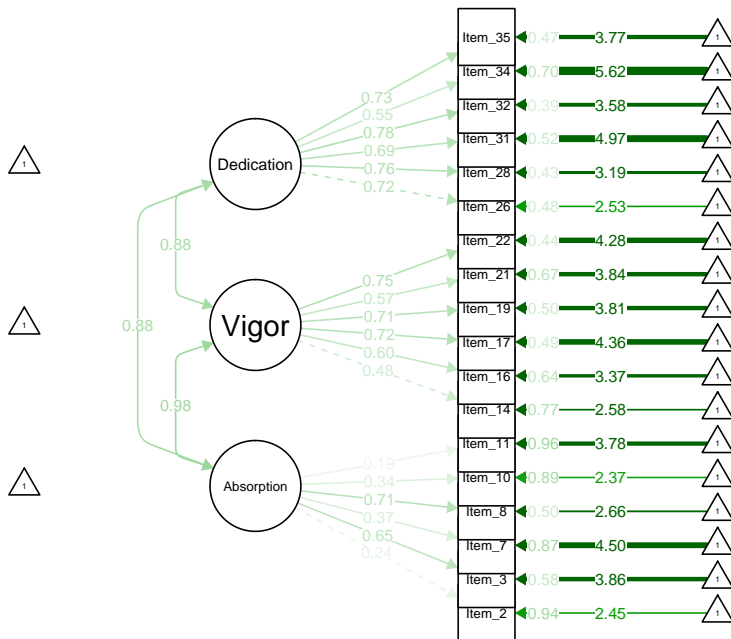 Item_35 0.47 3.77 1
Item_34 0.70 5.62 1
0.73
0.55
Item_32 0.39 3.58 1
0.78
Item_31 0.52 4.97 1
0.69
1 Dedication 0.76 Item_28 0.43 3.19 1
0.72
Item_26 0.48 2.53 1
0.88 Item_22 0.44 4.28 1
0.75
Item_21 0.67 3.84 1
0.57
Item_19 0.50 3.81 1
0.71
1 0.88 Vigor
0.72 Item_17 0.49 4.36 1
0.60
0.48 Item_16 0.64 3.37 1
0.98 Item_14 0.77 2.58 1
Item_11 0.96 3.78 1
0.19
0.34 Item_10 0.89 2.37 1
1 Absorption 0.71 Item_8 0.50 2.66 1
0.37
0.65 Item_7 0.87 4.50 1
0.24
Item_3 0.58 3.86 1
Item_2 0.94 2.45 1